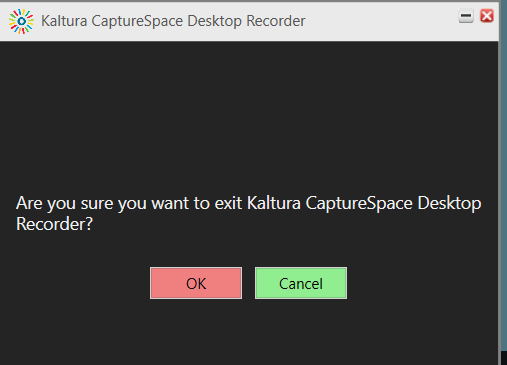 Kaltura CaptureSpace Desktop Recorder
Are you sure you want to exit Kaltura CaptureSpace Desktop
Recorder?
OK
Cancel